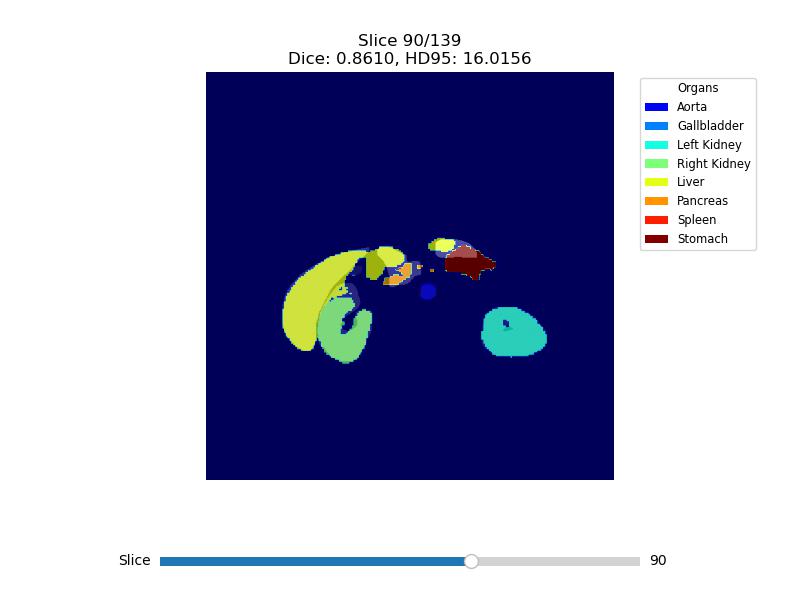 Slice 90/139
Dice: 0.8610, HD95: 16.0156
Organs
Aorta
Gallbladder
Left Kidney
Right Kidney
Liver
Pancreas
Spleen
Stomach
Slice 90